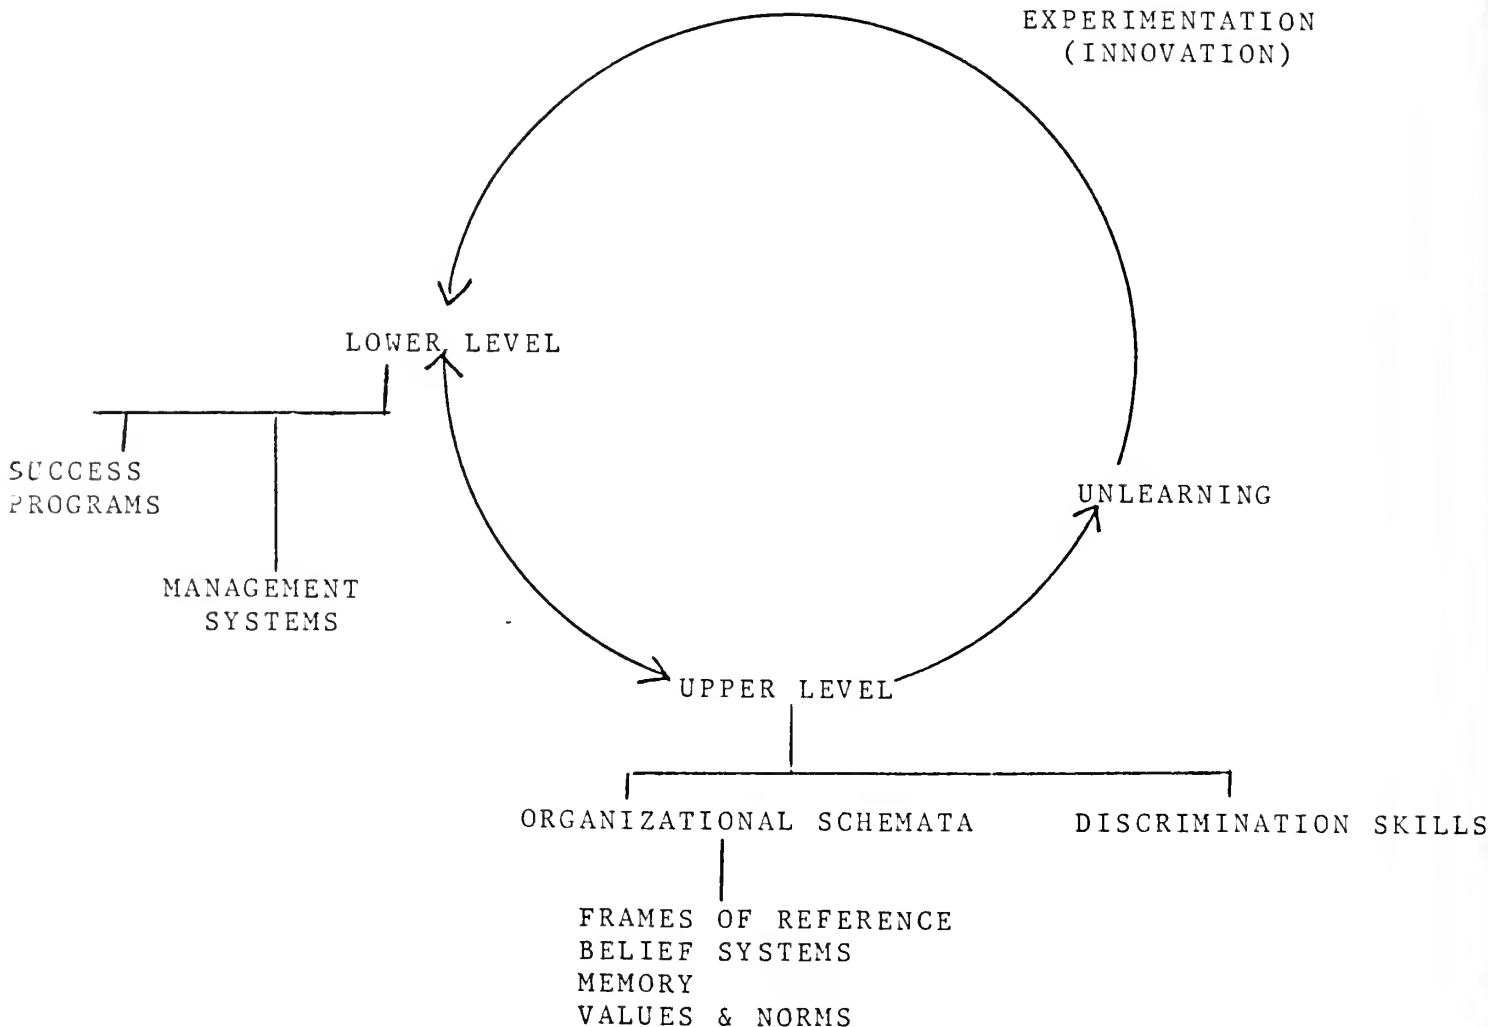 EXPERIMENTATION
(INNOVATION)
LOWER LEVEL
SUCCESS
PROGRAMS
UNLEARNING
MANAGEMENT
SYSTEMS
UPPER LEVEL
ORGANIZATIONAL SCHEMATA
DISCRIMINATION SKILLS
FRAMES OF REFERENCE
BELIEF SYSTEMS
MEMORY
VALUES & NORMS